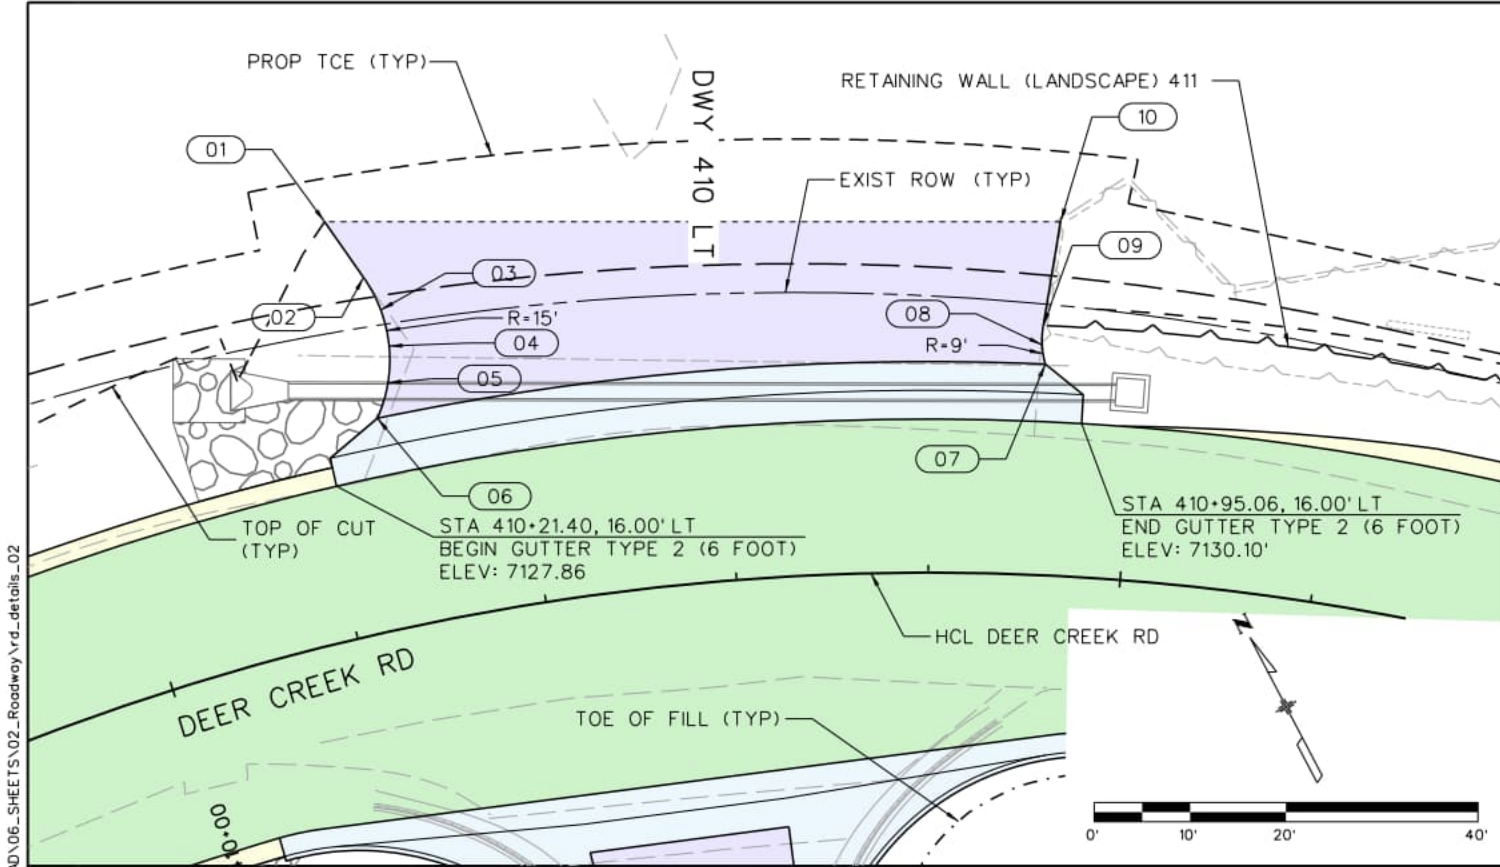 PROP TCE (TYP)
RETAINING WALL (LANDSCAPE) 411
DWY 410 LT
01
10
EXIST ROW (TYP)
09
03
02
R=15'
08
04
R=9'
05
07
06
STA 410+21.40, 16.00' LT
BEGIN GUTTER TYPE 2 (6 FOOT)
ELEV: 7127.86
STA 410+95.06, 16.00' LT
END GUTTER TYPE 2 (6 FOOT)
ELEV: 7130.10'
TOP OF CUT
(TYP)
HCL DEER CREEK RD
DEER CREEK RD
TOE OF FILL (TYP)
N
0'
10'
20'
40'
10+00
\06_SHEETS\02_Roadway\rd_details_02